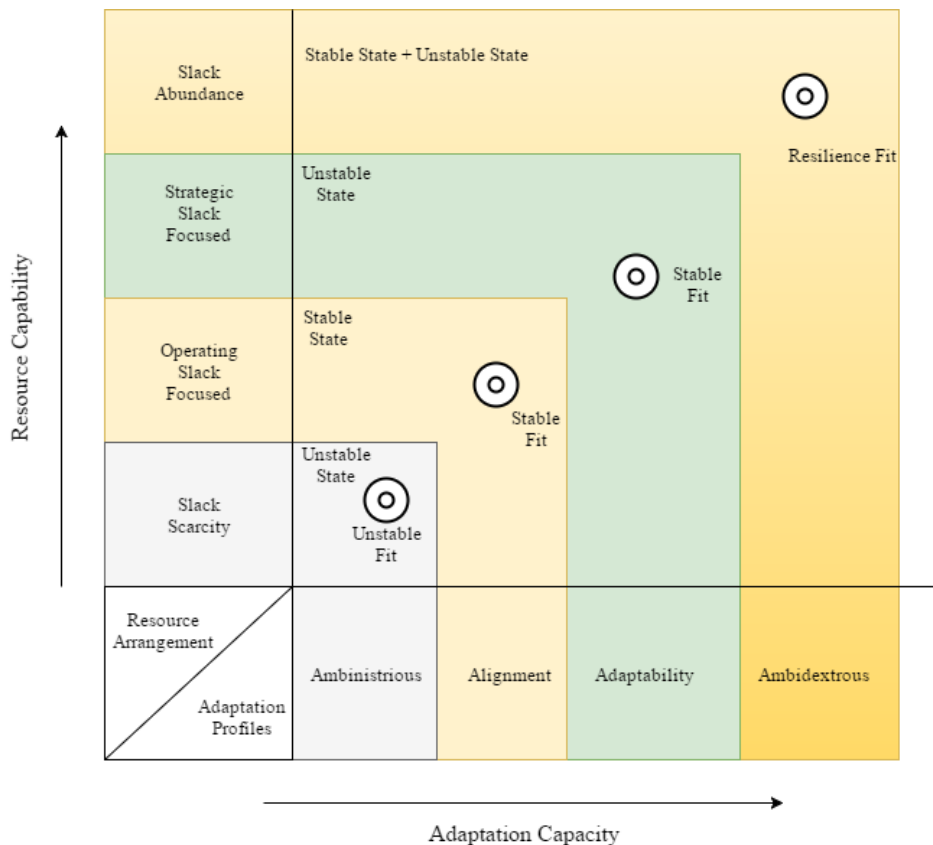 Slack
Abundance
Stable State + Unstable State
Resilience Fit
Strategic
Slack
Focused
Unstable
State
Stable
Fit
Resource Capability
Operating
Slack
Focused
Stable
State
Stable
Fit
Slack
Scarcity
Unstable
State
Unstable
Fit
Resource
Arrangement
Adaptation
Profiles
Ambinistrious
Alignment
Adaptability
Ambidextrous
Adaptation Capacity